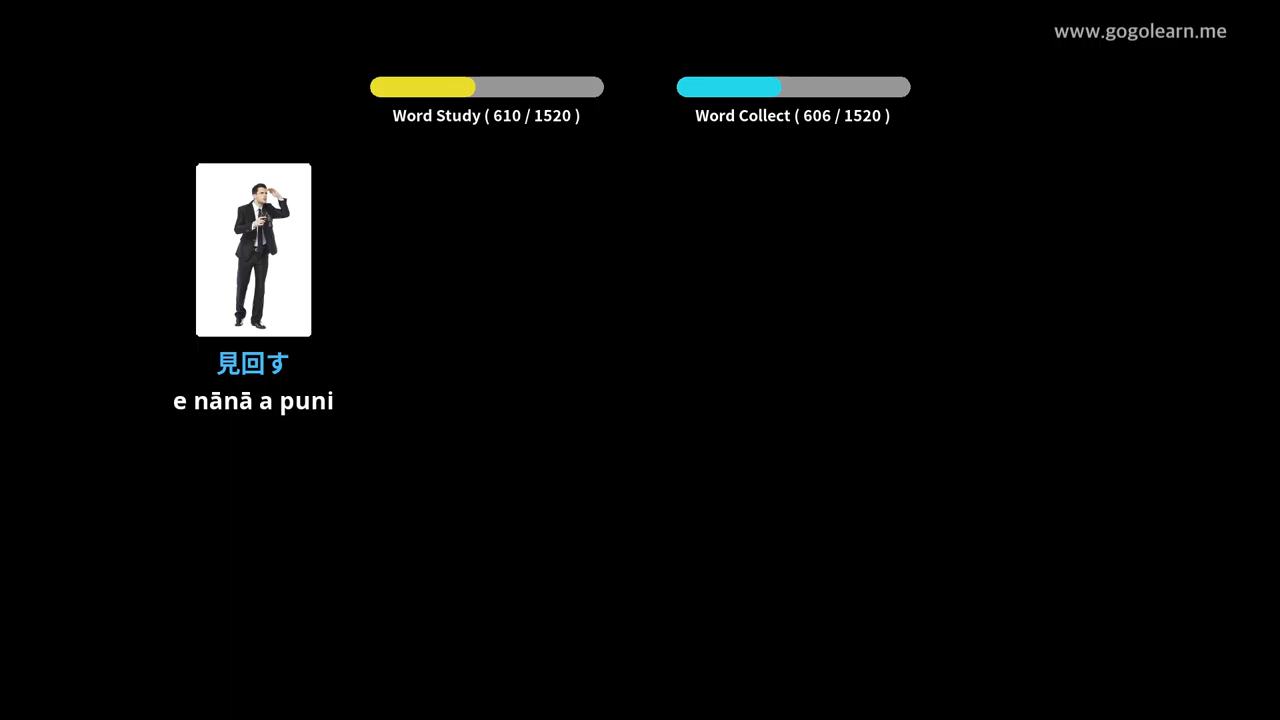 www.gogolearn.me
Word Study ( 610 / 1520 )
Word Collect ( 606 / 1520 )
見回す
e nānā a puni